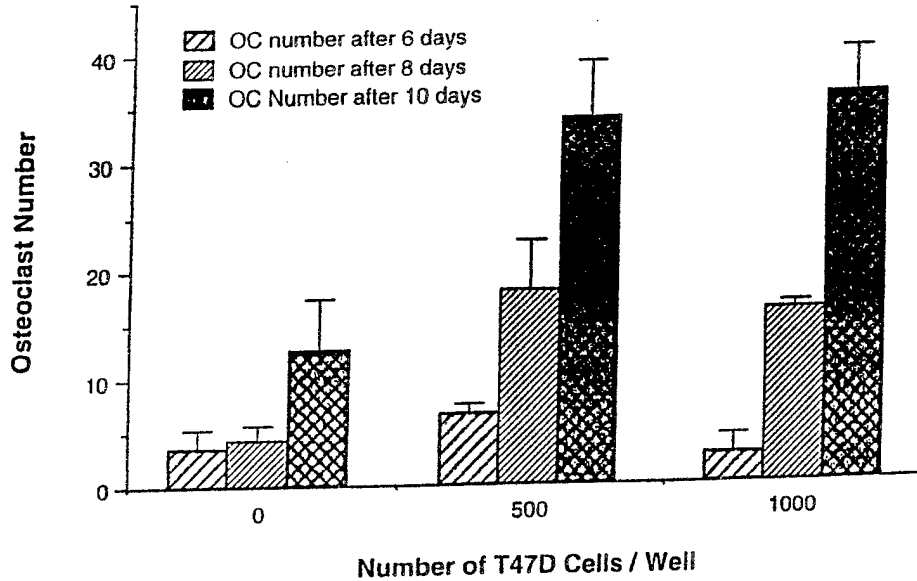 OC number after 6 days
OC number after 8 days
OC Number after 10 days
40
30
20
10
0
Osteoclast Number
0 500 1000
Number of T47D Cells / Well